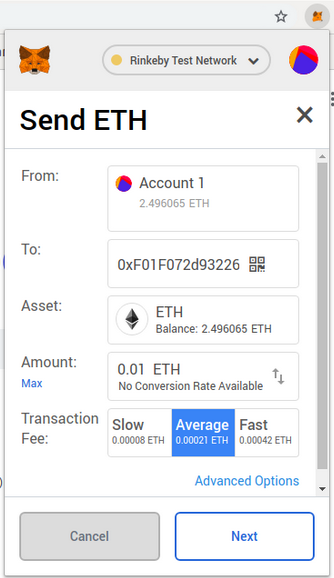 Rinkeby Test Network
Send ETH
From:
Account 1
2.496065 ETH
To:
0xF01F072d93226
Asset:
ETH
Balance: 2.496065 ETH
Amount:
Max
0.01 ETH
No Conversion Rate Available
Transaction
Fee:
Slow
0.00008 ETH
Average
0.00021 ETH
Fast
0.00042 ETH
Advanced Options
Cancel
Next